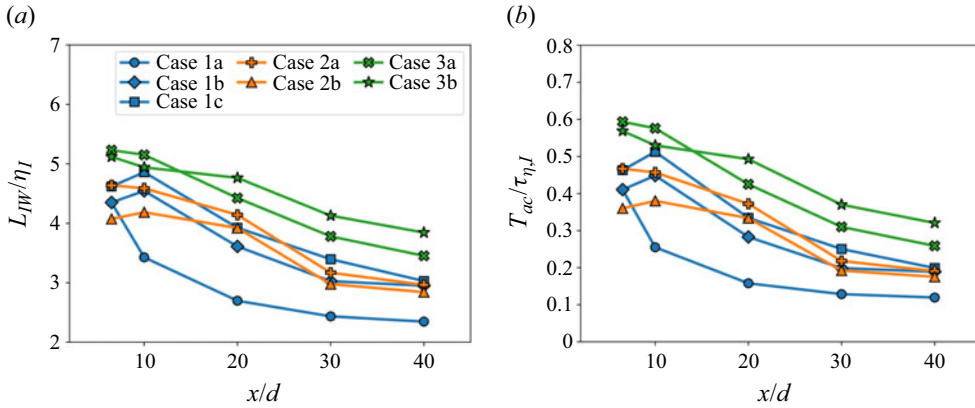 (a)
7
6
5
4
3
2
L_IW/η_I
Case 1a Case 2a Case 3a
Case 1b Case 2b Case 3b
Case 1c
10 20 30 40
x/d
(b)
0.8
0.7
0.6
0.5
0.4
0.3
0.2
0.1
0
T_ac/τ_η,I
10 20 30 40
x/d